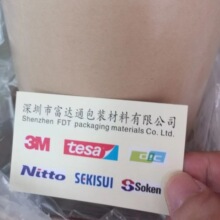 深圳市富达通包装材料有限公司
Shenzhen FDT packaging materials Co. Ltd.
3M tesa dic
Nitto SEKISUI Soken